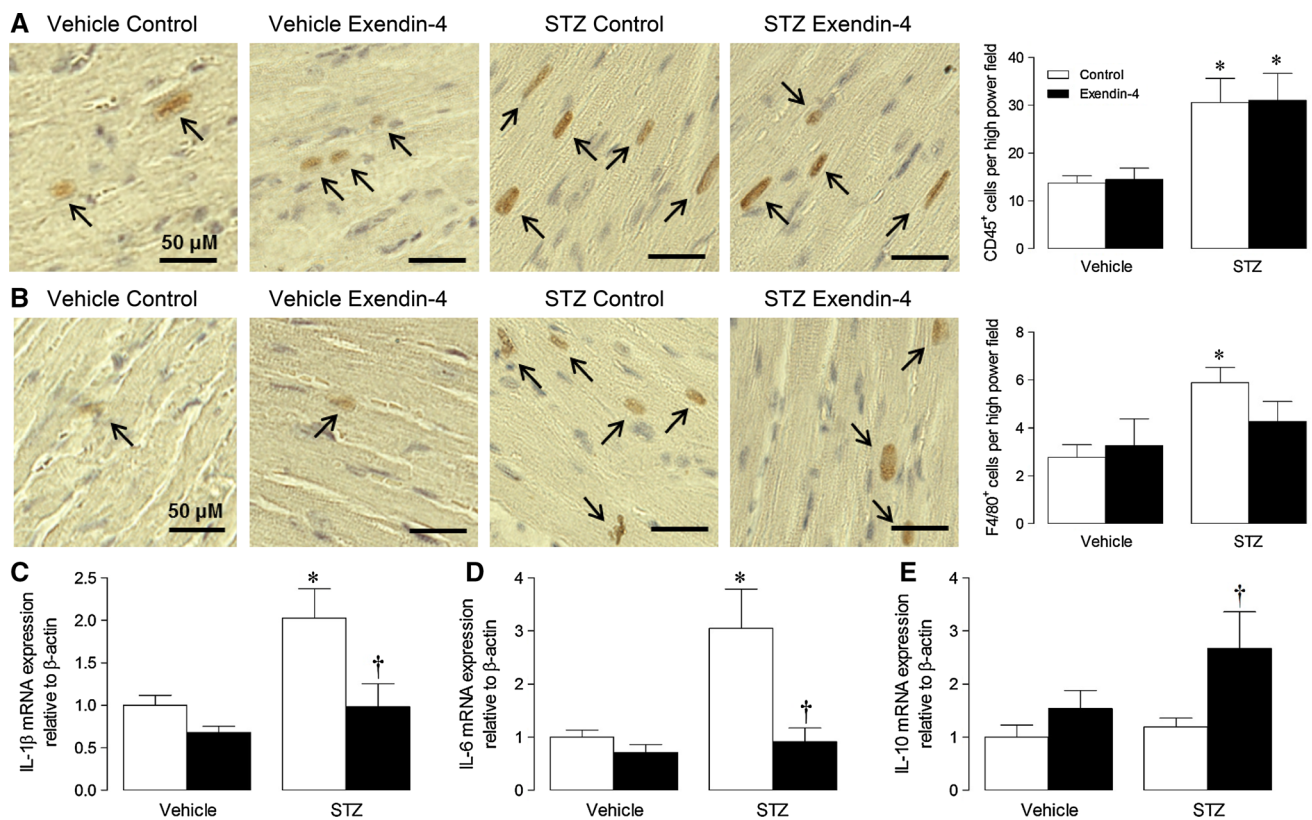 A
Vehicle Control
Vehicle Exendin-4
STZ Control
STZ Exendin-4
50 µM
CD45+ cells per high power field
40
30
20
10
0
Control
Exendin-4
*
*
Vehicle
STZ
B
Vehicle Control
Vehicle Exendin-4
STZ Control
STZ Exendin-4
50 µM
F4/80+ cells per high power field
8
6
4
2
0
*
Vehicle
STZ
C
IL-1β mRNA expression
relative to β-actin
2.5
2.0
1.5
1.0
0.5
0.0
*
†
Vehicle
STZ
D
IL-6 mRNA expression
relative to β-actin
4
3
2
1
0
*
†
Vehicle
STZ
E
IL-10 mRNA expression
relative to β-actin
4
3
2
1
0
†
Vehicle
STZ